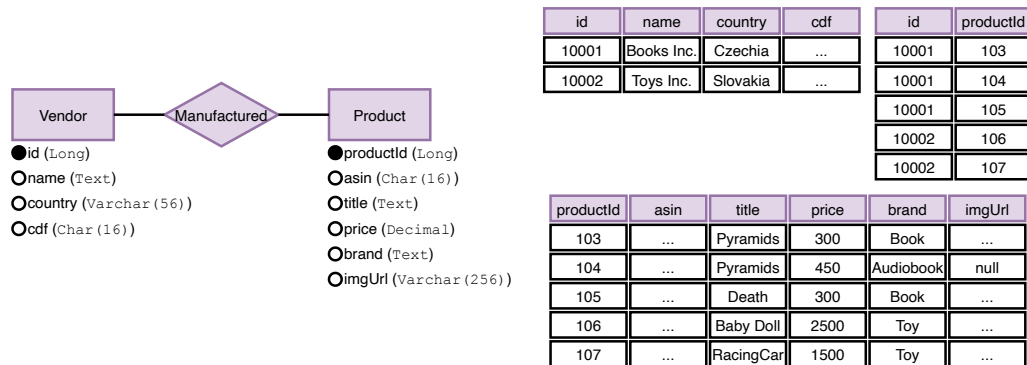 Vendor
Manufactured
Product
id (Long)
name (Text)
country (Varchar(56))
cdf (Char(16))
productId (Long)
asin (Char(16))
title (Text)
price (Decimal)
brand (Text)
imgUrl (Varchar(256))
id name country cdf
10001 Books Inc. Czechia ...
10002 Toys Inc. Slovakia ...
id productId
10001 103
10001 104
10001 105
10002 106
10002 107
productId asin title price brand imgUrl
103 ... Pyramids 300 Book ...
104 ... Pyramids 450 Audiobook null
105 ... Death 300 Book ...
106 ... Baby Doll 2500 Toy ...
107 ... RacingCar 1500 Toy ...